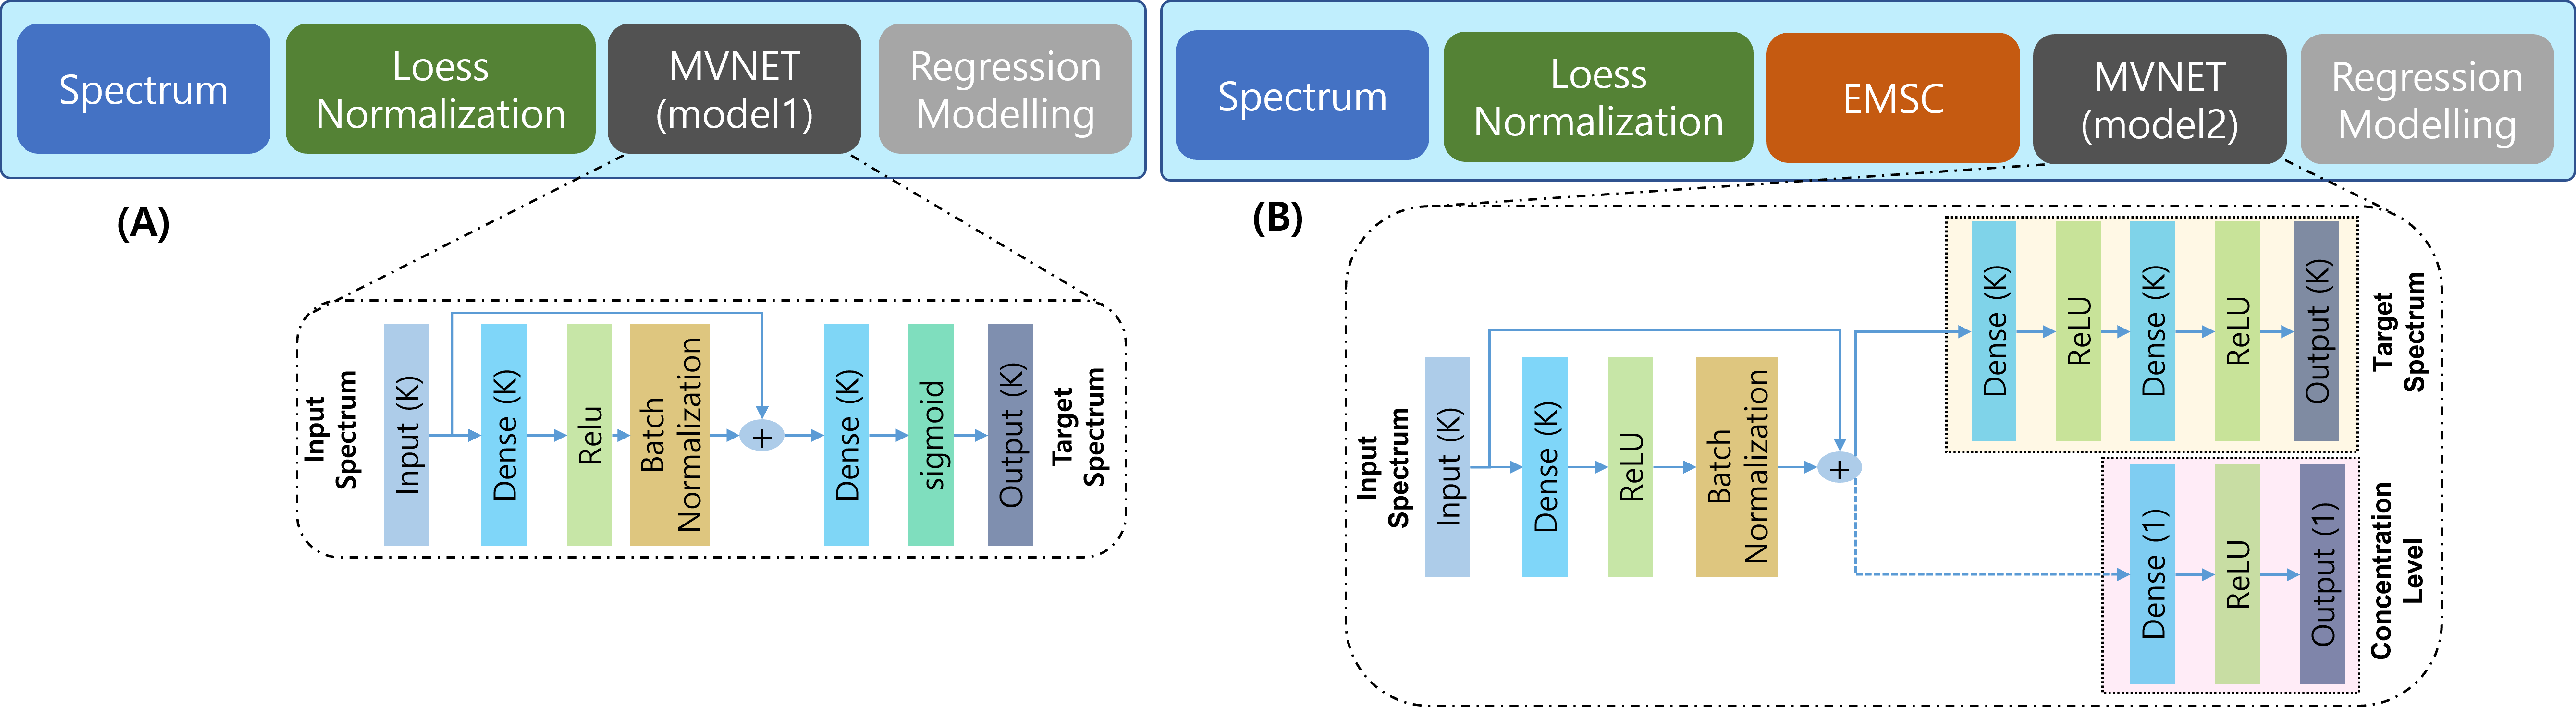 Spectrum
Loess
Normalization
MVNET
(model1)
Regression
Modelling
(A)
Input
Spectrum
Input (K)
Dense (K)
Relu
Batch
Normalization
+
Dense (K)
sigmoid
Output (K)
Target
Spectrum
Spectrum
Loess
Normalization
EMSC
MVNET
(model2)
Regression
Modelling
(B)
Input
Spectrum
Input (K)
Dense (K)
ReLU
Batch
Normalization
+
Dense (K)
ReLU
Dense (K)
ReLU
Output (K)
Target
Spectrum
Dense (1)
ReLU
Output (1)
Concentration
Level